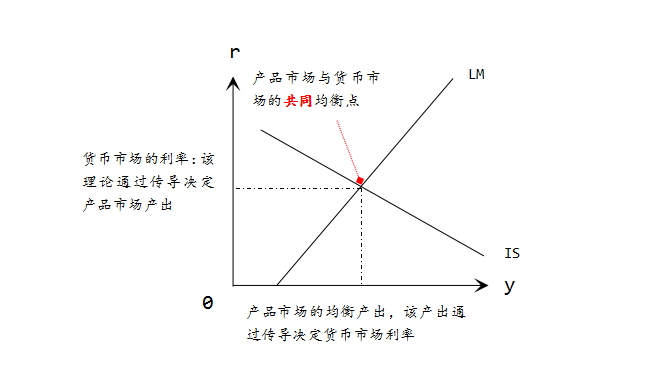 r
产品市场与货币市
场的共同均衡点
LM
货币市场的利率:该
理论通过传导决定
产品市场产出
IS
y
0
产品市场的均衡产出，该产出通
过传导决定货币市场利率